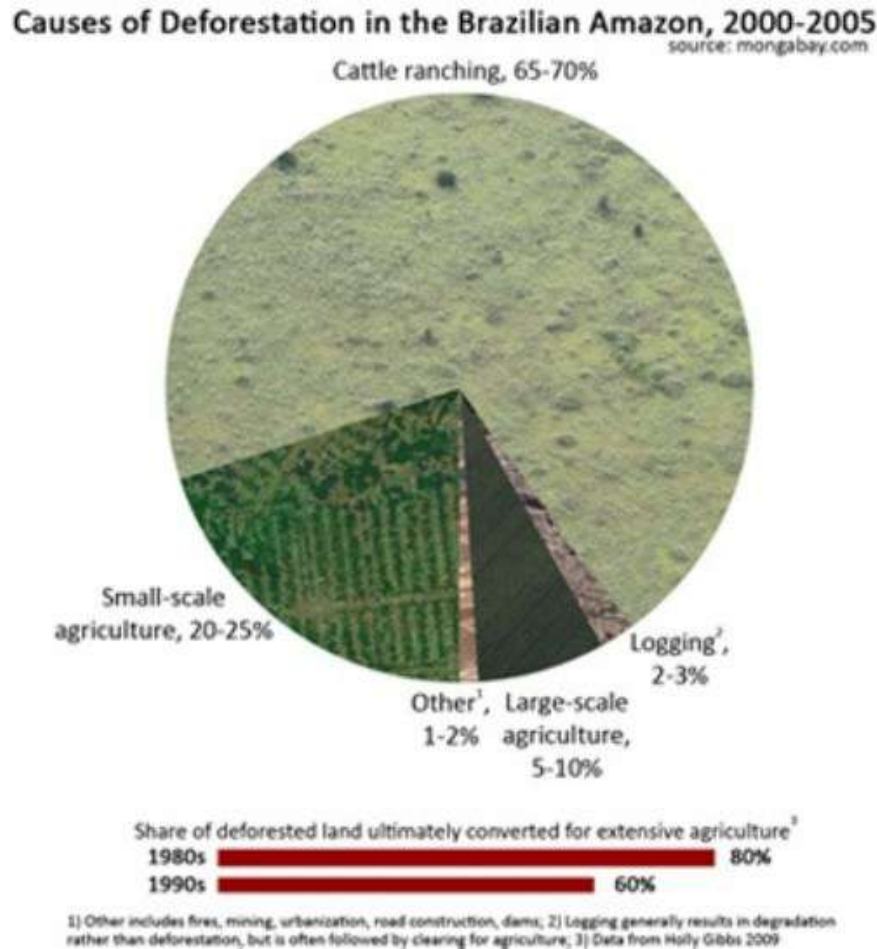 Causes of Deforestation in the Brazilian Amazon, 2000-2005
source: mongabay.com
Cattle ranching, 65-70%
Small-scale
agriculture, 20-25%
Logging²,
2-3%
Other¹,
1-2%
Large-scale
agriculture,
5-10%
Share of deforested land ultimately converted for extensive agriculture³
1980s 80%
1990s 60%
1) Other includes fires, mining, urbanization, road construction, dams; 2) Logging generally results in degradation
rather than deforestation, but is often followed by clearing for agriculture; 3) Data from Holly Gibbs 2009